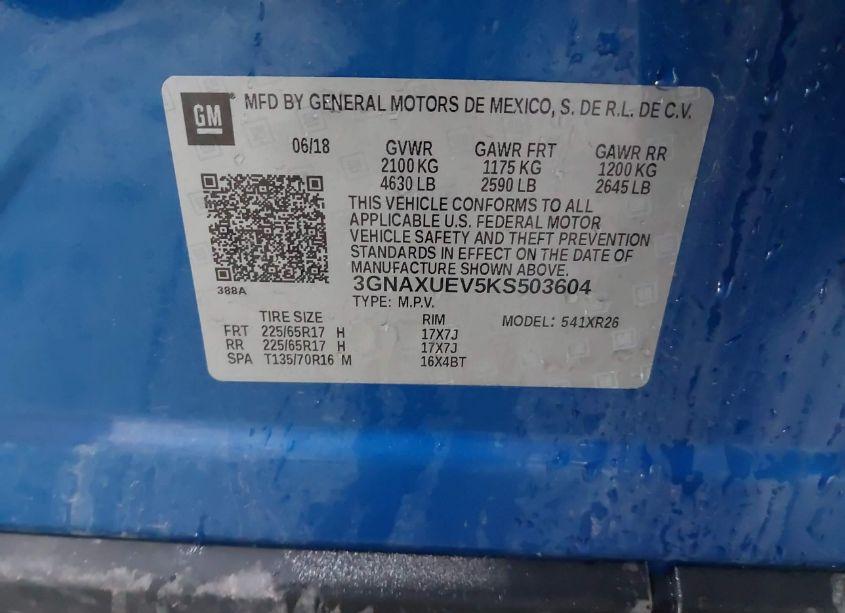 GM ® MFD BY GENERAL MOTORS DE MEXICO, S. DE R.L. DE C.V.
06/18 GVWR GAWR FRT GAWR RR
2100 KG 1175 KG 1200 KG
4630 LB 2590 LB 2645 LB
THIS VEHICLE CONFORMS TO ALL
APPLICABLE U.S. FEDERAL MOTOR
VEHICLE SAFETY AND THEFT PREVENTION
STANDARDS IN EFFECT ON THE DATE OF
MANUFACTURE SHOWN ABOVE.
388A 3GNAXUEV5KS503604
TYPE: M.P.V.
TIRE SIZE RIM MODEL: 541XR26
FRT 225/65R17 H 17X7J
RR 225/65R17 H 17X7J
SPA T135/70R16 M 16X4BT